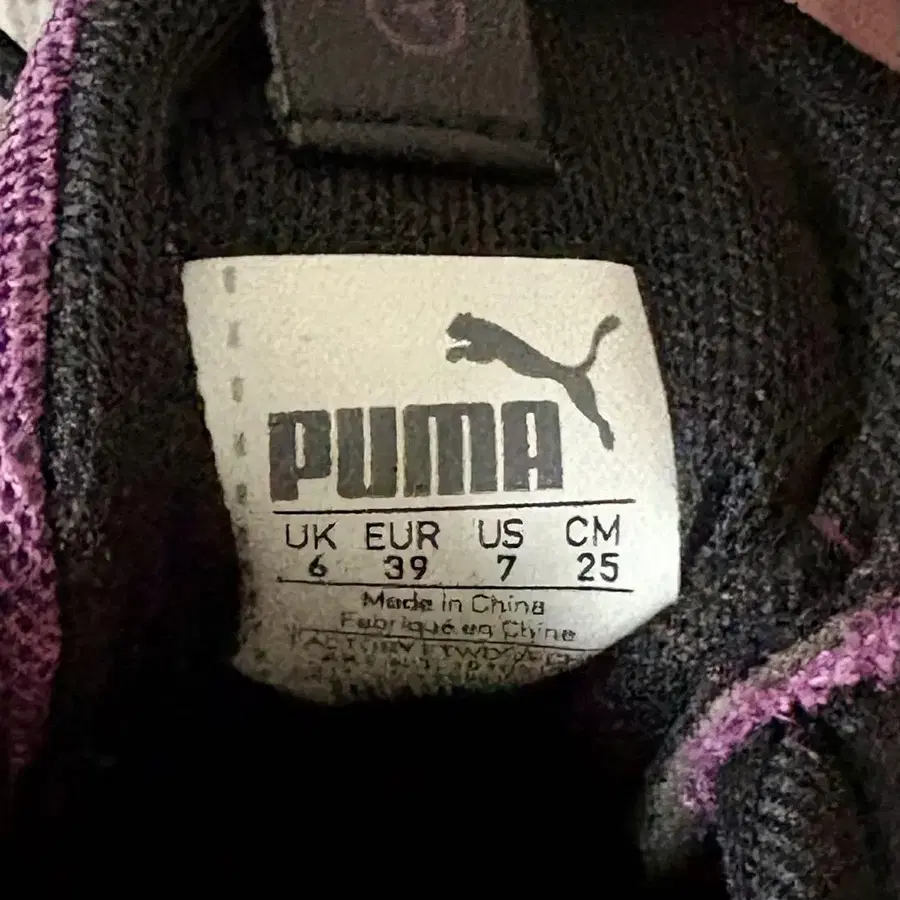 PUMA
UK EUR US CM
6 39 7 25
Made in China
Fabriqué en Chine